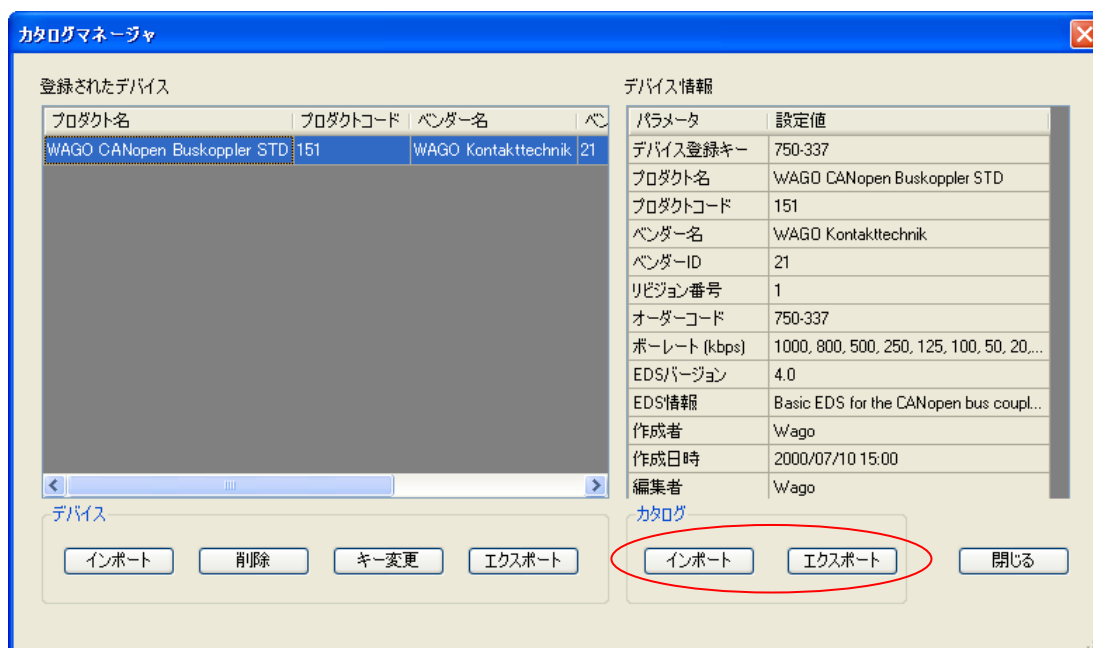 カタログマネージャ
登録されたデバイス
プロダクト名 プロダクトコード ベンダー名 ベン
WAGO CANopen Buskoppler STD 151 WAGO Kontakttechnik 21
デバイス情報
パラメータ 設定値
デバイス登録キー 750-337
プロダクト名 WAGO CANopen Buskoppler STD
プロダクトコード 151
ベンダー名 WAGO Kontakttechnik
ベンダーID 21
リビジョン番号 1
オーダーコード 750-337
ボーレート (kbps) 1000, 800, 500, 250, 125, 100, 50, 20,...
EDSバージョン 4.0
EDS情報 Basic EDS for the CANopen bus coupl...
作成者 Wago
作成日時 2000/07/10 15:00
編集者 Wago
デバイス
インポート 削除 キー変更 エクスポート
カタログ
インポート エクスポート
閉じる